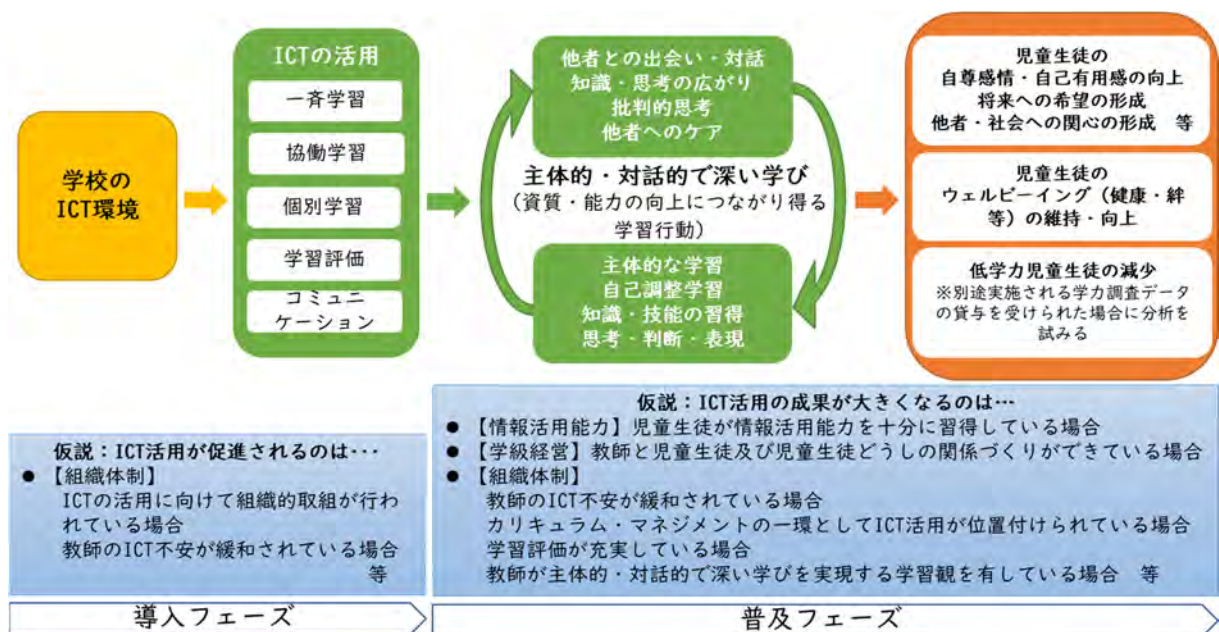 学校の
ICT環境
ICTの活用
一斉学習
協働学習
個別学習
学習評価
コミュニ
ケーション
他者との出会い・対話
知識・思考の広がり
批判的思考
他者へのケア
主体的・対話的で深い学び
（資質・能力の向上につながり得る
学習行動）
主体的な学習
自己調整学習
知識・技能の習得
思考・判断・表現
児童生徒の
自尊感情・自己有用感の向上
将来への希望の形成
他者・社会への関心の形成　等
児童生徒の
ウェルビーイング（健康・絆
等）の維持・向上
低学力児童生徒の減少
※別途実施される学力調査データ
の貸与を受けられた場合に分析を
試みる
仮説：ICT活用が促進されるのは…
● 【組織体制】
ICTの活用に向けて組織的取組が行わ
れている場合
教師のICT不安が緩和されている場合
等
仮説：ICT活用の成果が大きくなるのは…
● 【情報活用能力】児童生徒が情報活用能力を十分に習得している場合
● 【学級経営】教師と児童生徒及び児童生徒どうしの関係づくりができている場合
● 【組織体制】
教師のICT不安が緩和されている場合
カリキュラム・マネジメントの一環としてICT活用が位置付けられている場合
学習評価が充実している場合
教師が主体的・対話的で深い学びを実現する学習観を有している場合　等
導入フェーズ
普及フェーズ